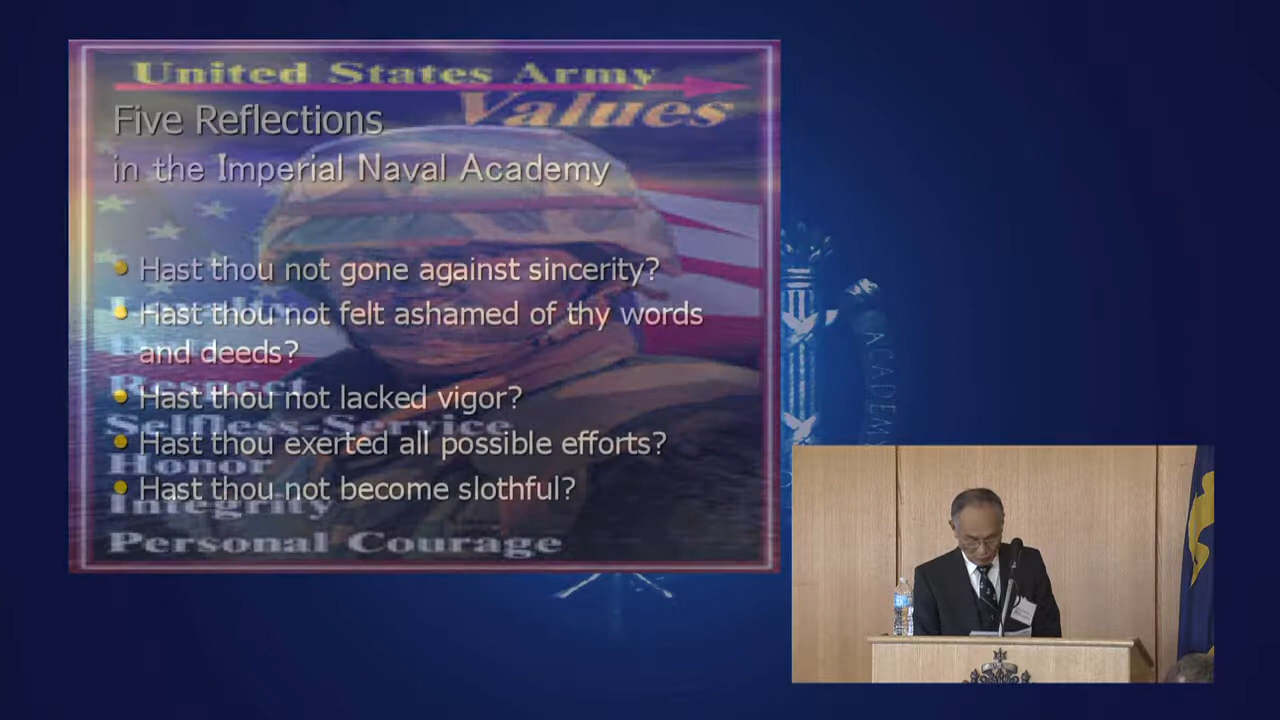 United States Army
Values
Five Reflections
in the Imperial Naval Academy
Hast thou not gone against sincerity?
Hast thou not felt ashamed of thy words
and deeds?
Respect
Hast thou not lacked vigor?
Selfless-Service
Hast thou exerted all possible efforts?
Honor
Hast thou not become slothful?
Integrity
Personal Courage
ACADEMY